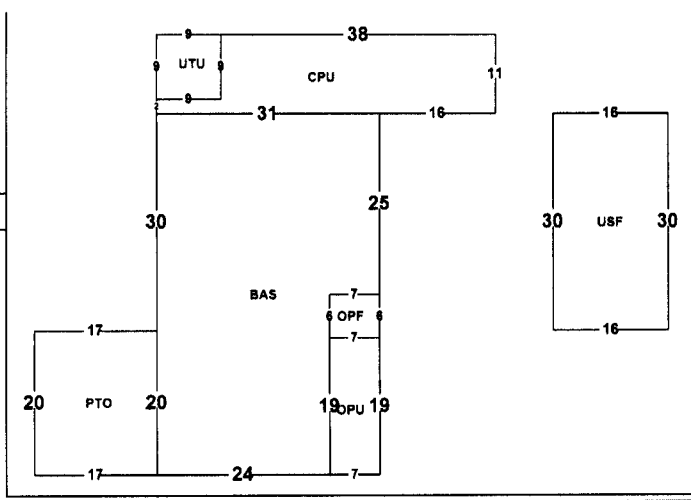 9 38
9 UTU 9 CPU 11
9
2
31 16 16
30 25 30 USF 30
BAS 7
6 OPF 6
17 7 16
20 PTO 20 19 OPU 19
17 24 7